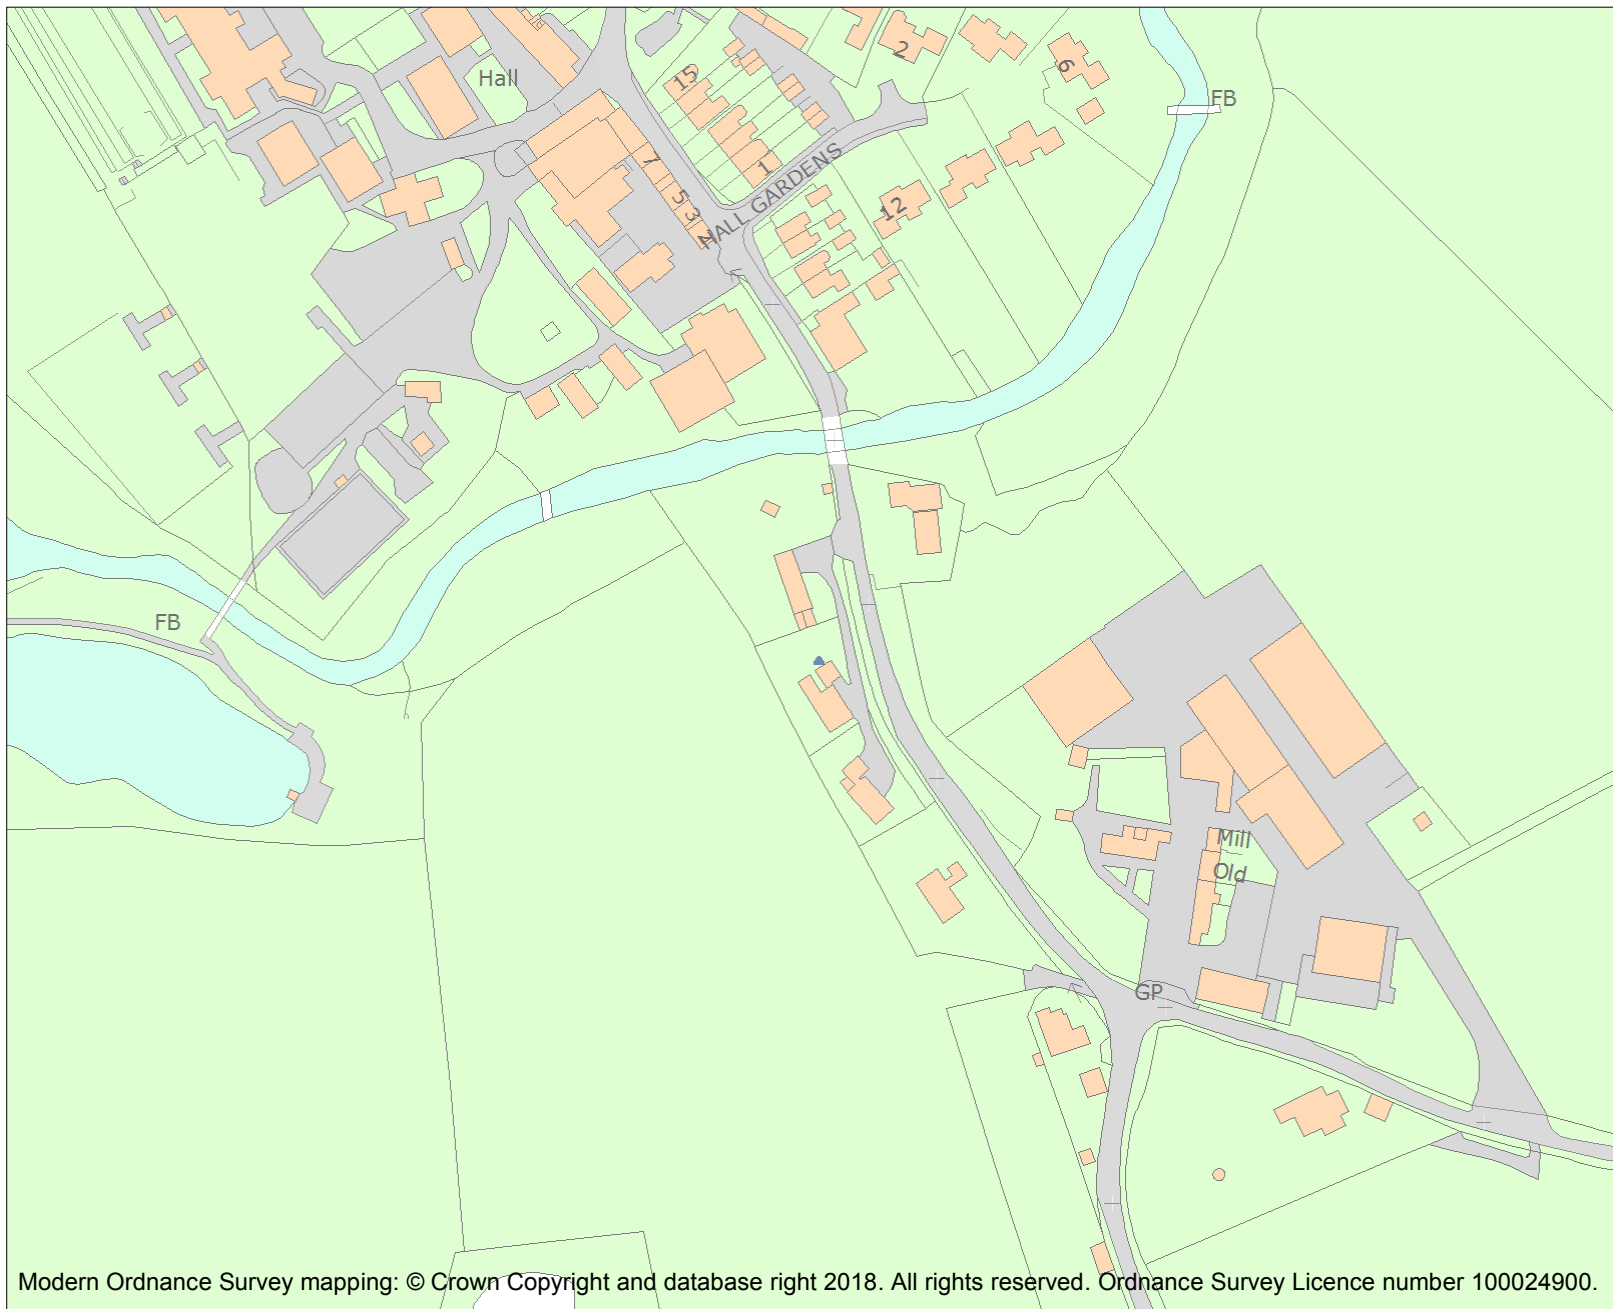 2
6
15
Hall
FB
7
1
HALL GARDENS
5
3
12
FB
Mill
Old
GP
Modern Ordnance Survey mapping: © Crown Copyright and database right 2018. All rights reserved. Ordnance Survey Licence number 100024900.